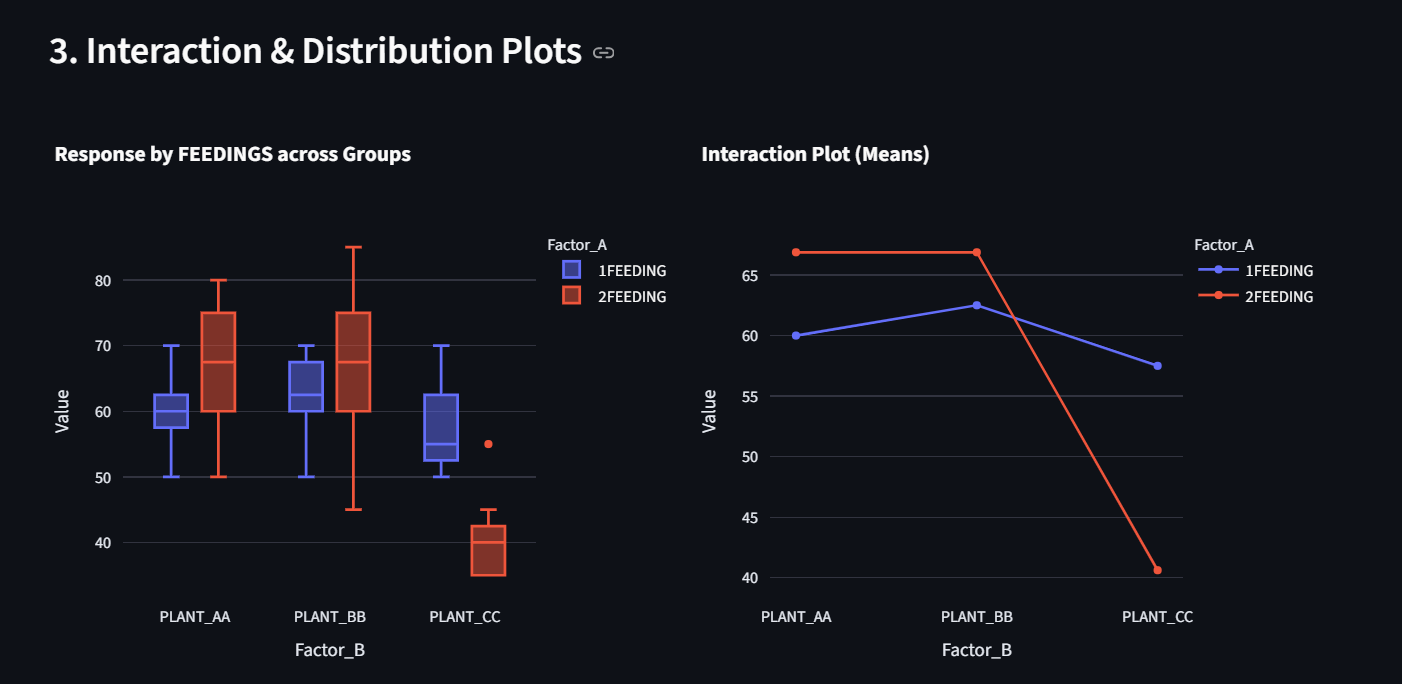 3. Interaction & Distribution Plots
Response by FEEDINGS across Groups
Value
80
70
60
50
40
PLANT_AA PLANT_BB PLANT_CC
Factor_B
Factor_A
1FEEDING
2FEEDING
Interaction Plot (Means)
Value
65
60
55
50
45
40
PLANT_AA PLANT_BB PLANT_CC
Factor_B
Factor_A
1FEEDING
2FEEDING